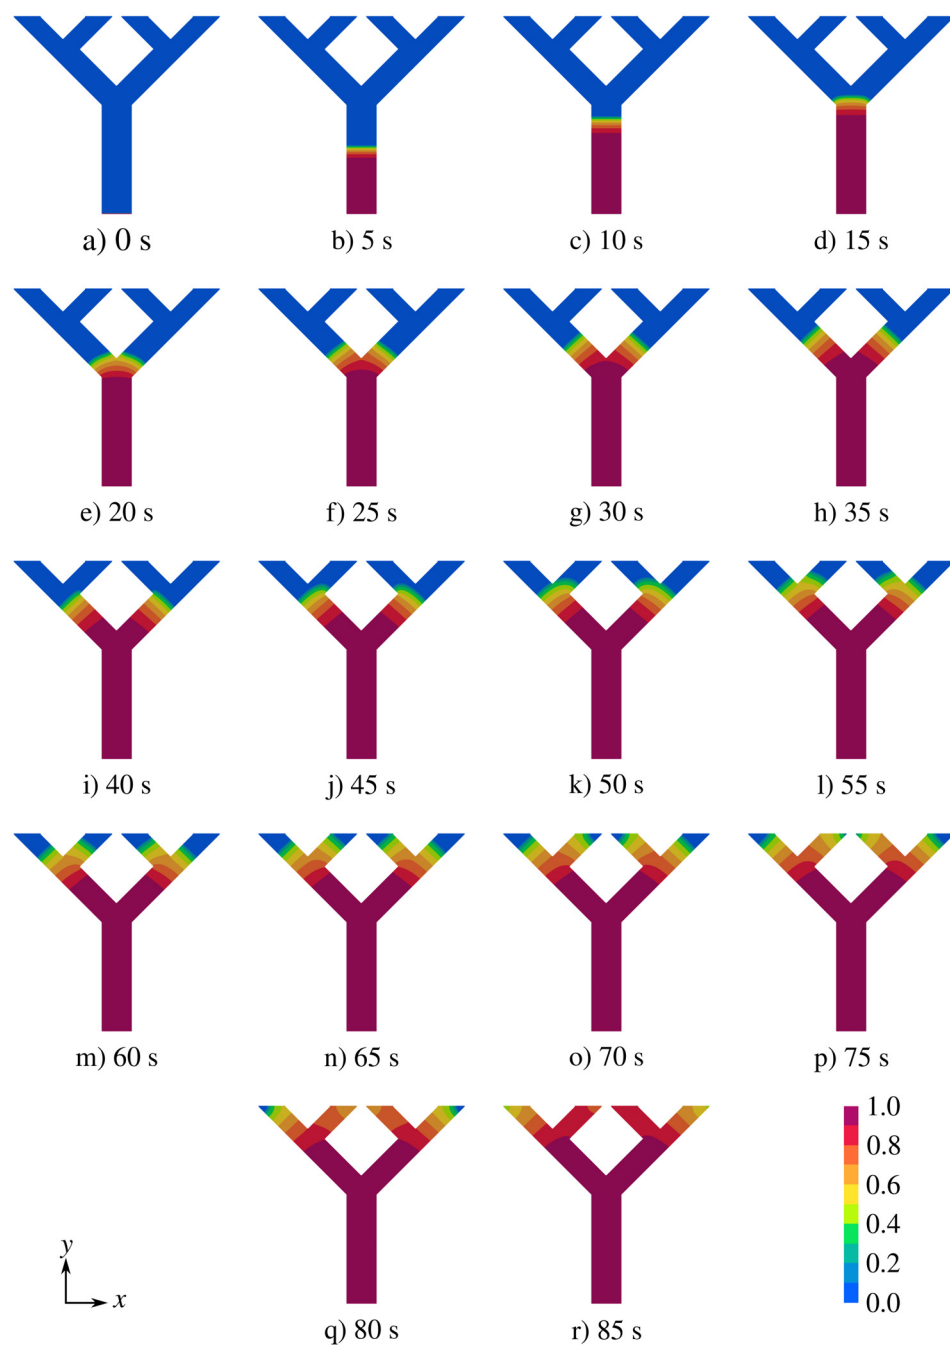 a) 0 s
b) 5 s
c) 10 s
d) 15 s
e) 20 s
f) 25 s
g) 30 s
h) 35 s
i) 40 s
j) 45 s
k) 50 s
l) 55 s
m) 60 s
n) 65 s
o) 70 s
p) 75 s
1.0
0.8
0.6
0.4
0.2
0.0
y
x
q) 80 s
r) 85 s